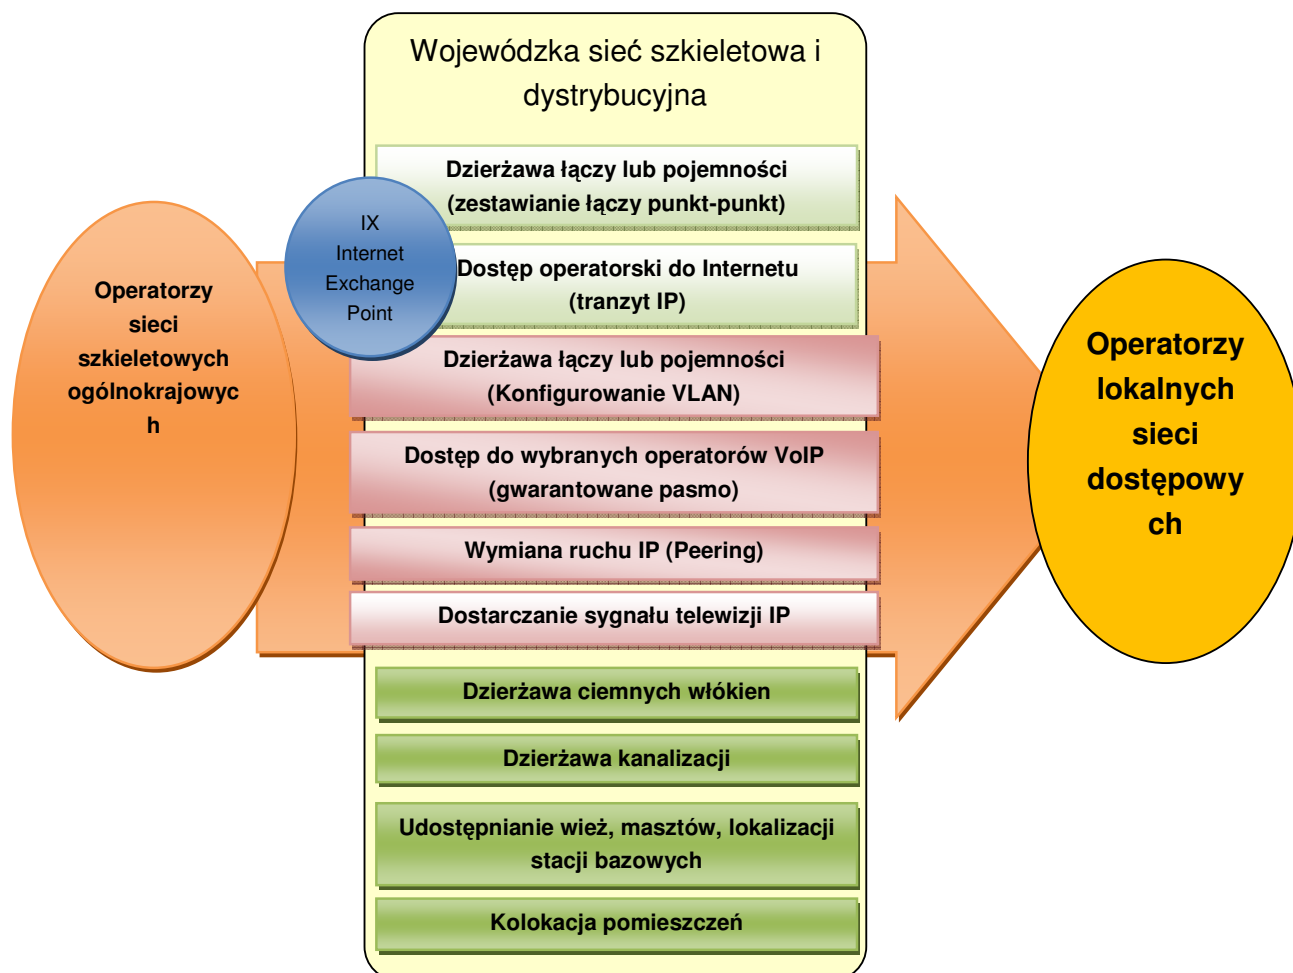 Wojewódzka sieć szkieletowa i
dystrybucyjna
Dzierżawa łączy lub pojemności
(zestawianie łączy punkt-punkt)
IX
Internet
Exchange
Point
Dostęp operatorski do Internetu
(tranzyt IP)
Operatorzy
sieci
szkieletowych
ogólnokrajowyc
h
Dzierżawa łączy lub pojemności
(Konfigurowanie VLAN)
Dostęp do wybranych operatorów VoIP
(gwarantowane pasmo)
Wymiana ruchu IP (Peering)
Dostarczanie sygnału telewizji IP
Dzierżawa ciemnych włókien
Dzierżawa kanalizacji
Udostępnianie wież, masztów, lokalizacji
stacji bazowych
Kolokacja pomieszczeń
Operatorzy
lokalnych
sieci
dostępowy
ch